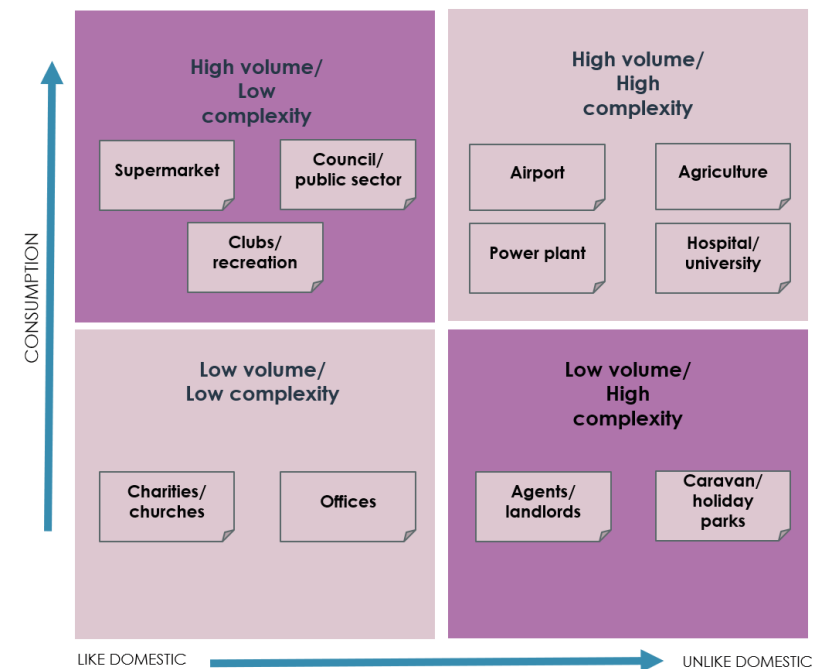 High volume/
Low
complexity
Supermarket
Council/
public sector
Clubs/
recreation
High volume/
High
complexity
Airport
Agriculture
Power plant
Hospital/
university
CONSUMPTION
Low volume/
Low complexity
Charities/
churches
Offices
Low volume/
High
complexity
Agents/
landlords
Caravan/
holiday
parks
LIKE DOMESTIC
UNLIKE DOMESTIC